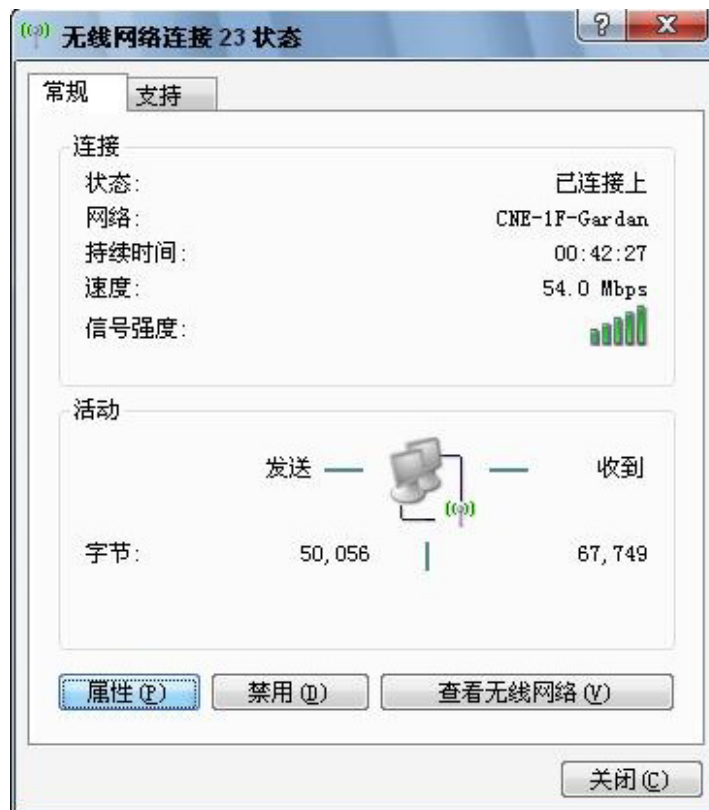 无线网络连接 23 状态
常规 支持
连接
状态: 已连接上
网络: CNE-1F-Gardan
持续时间: 00:42:27
速度: 54.0 Mbps
信号强度:
活动
发送 收到
字节: 50,056 67,749
属性(P) 禁用(D) 查看无线网络(V)
关闭(C)